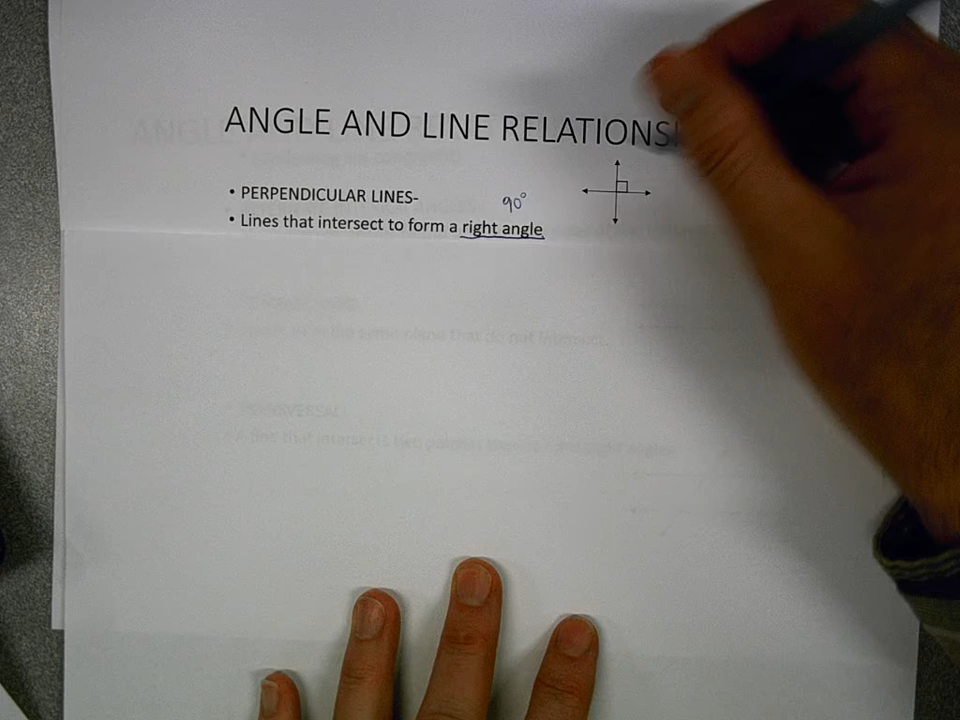 ANGLE AND LINE RELATIONS
• PERPENDICULAR LINES-
90°
• Lines that intersect to form a right angle